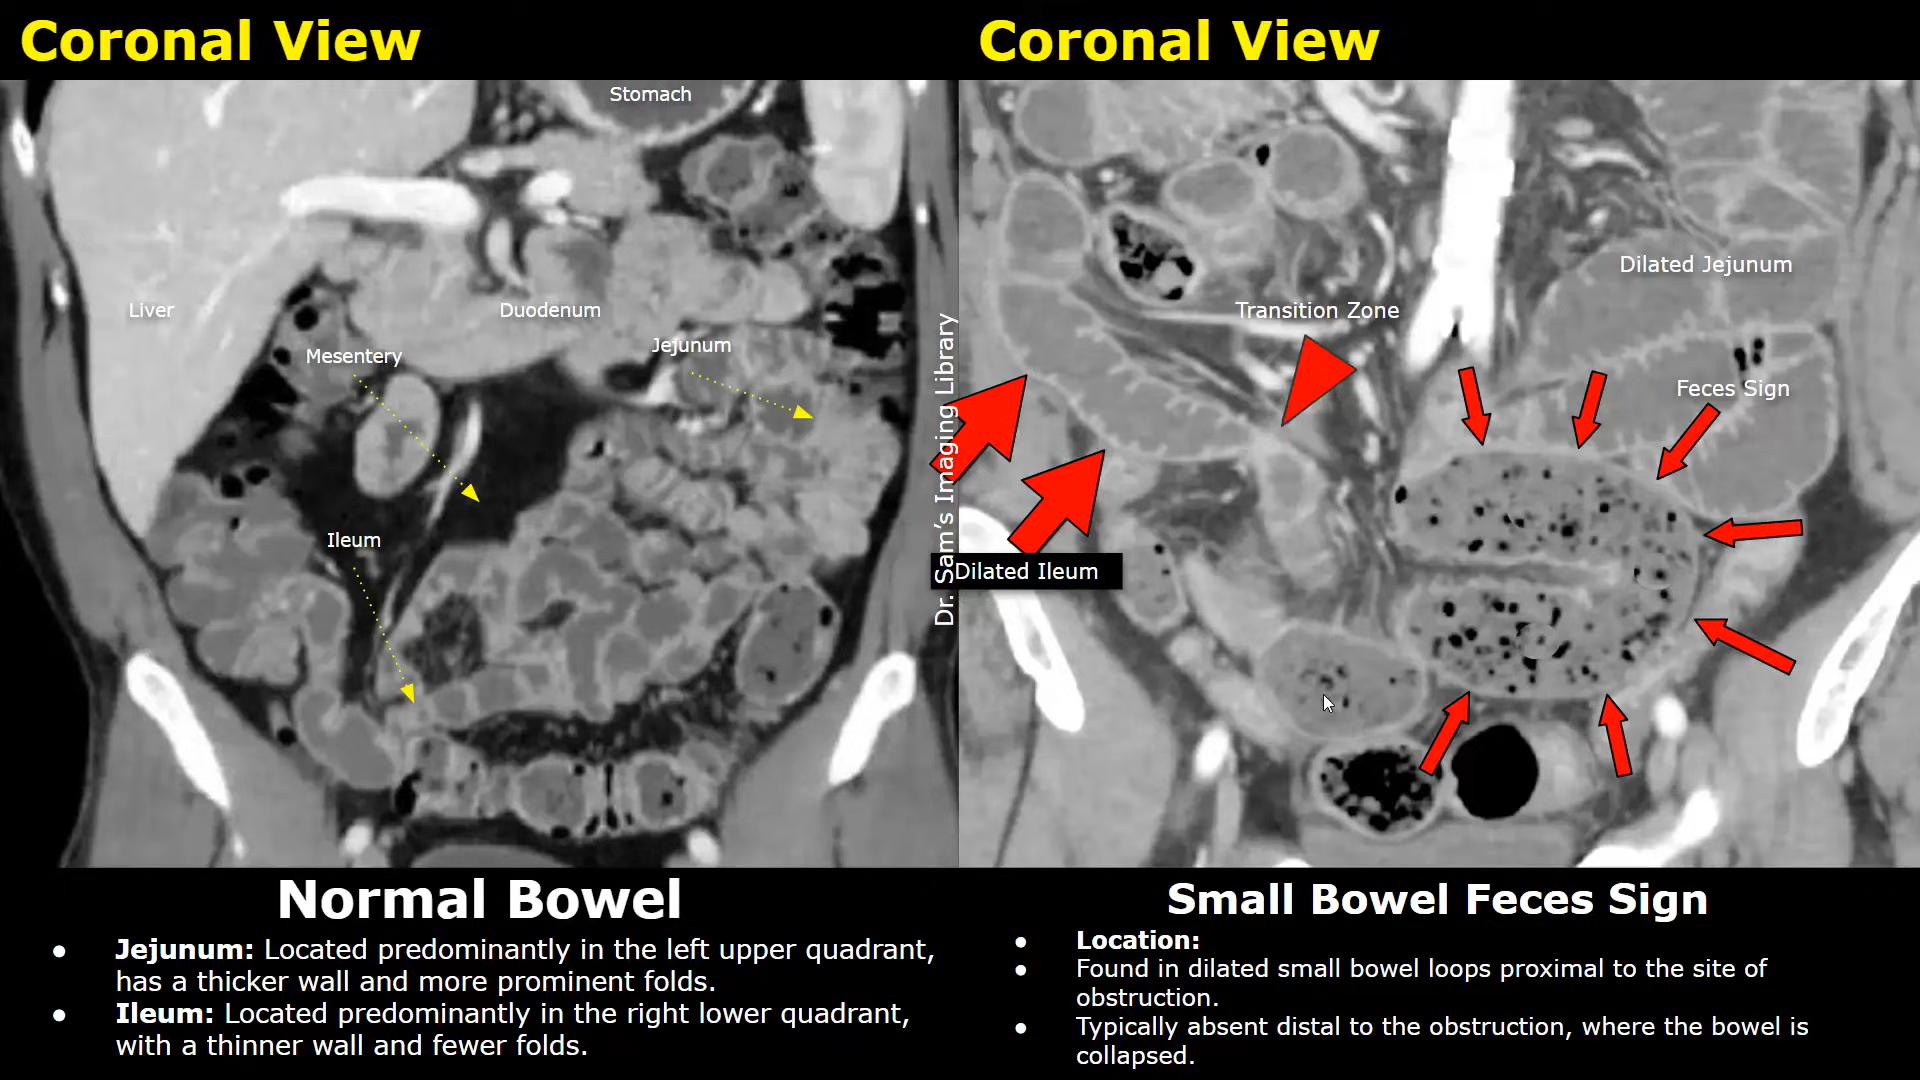 Coronal View
Stomach
Liver
Duodenum
Mesentery
Jejunum
Ileum
Normal Bowel
● Jejunum: Located predominantly in the left upper quadrant,
has a thicker wall and more prominent folds.
● Ileum: Located predominantly in the right lower quadrant,
with a thinner wall and fewer folds.
Dr. Sam's Imaging Library
Coronal View
Dilated Jejunum
Transition Zone
Feces Sign
Dilated Ileum
Small Bowel Feces Sign
● Location:
● Found in dilated small bowel loops proximal to the site of
obstruction.
● Typically absent distal to the obstruction, where the bowel is
collapsed.